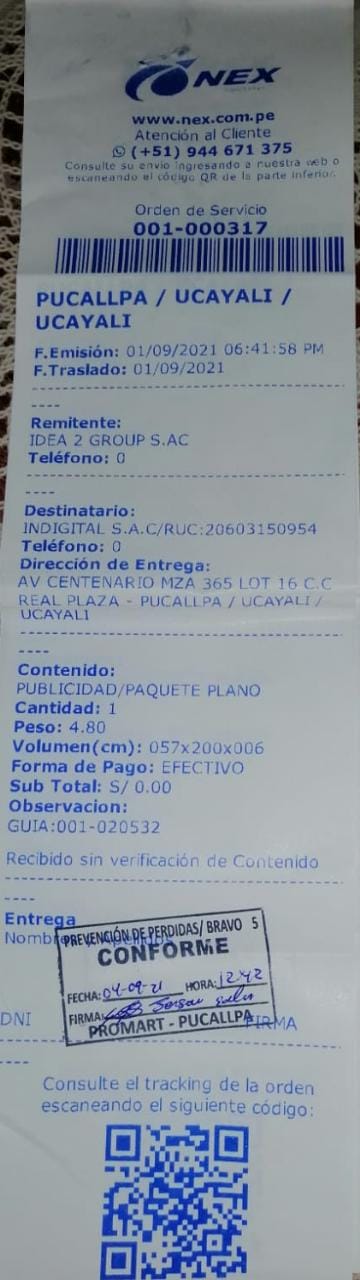 NEX
www.nex.com.pe
Atención al Cliente
(+51) 944 671 375
Consulte su envio ingresando a nuestra web o
escaneando el código QR de la parte inferior.
Orden de Servicio
001-000317
PUCALLPA / UCAYALI /
UCAYALI
F.Emisión: 01/09/2021 06:41:58 PM
F.Traslado: 01/09/2021
----
Remitente:
IDEA 2 GROUP S.AC
Teléfono: 0
----
Destinatario:
INDIGITAL S.A.C/RUC:20603150954
Teléfono: 0
Dirección de Entrega:
AV CENTENARIO MZA 365 LOT 16 C.C
REAL PLAZA - PUCALLPA / UCAYALI /
UCAYALI
----
Contenido:
PUBLICIDAD/PAQUETE PLANO
Cantidad: 1
Peso: 4.80
Volumen(cm): 057x200x006
Forma de Pago: EFECTIVO
Sub Total: S/ 0.00
Observacion:
GUIA:001-020532
Recibido sin verificación de Contenido
----
Entrega
PREVENCIÓN DE PERDIDAS/ BRAVO 5
CONFORME
FECHA: 04-09-21 HORA: 12:42
FIRMA:
PROMART - PUCALLPA
DNI FIRMA
----
Consulte el tracking de la orden
escaneando el siguiente código: